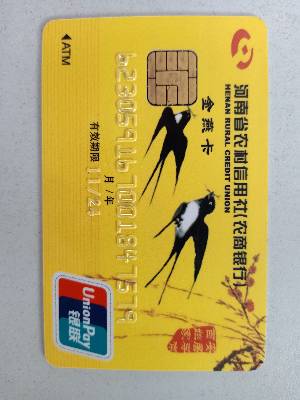 河南省农村信用社(农商银行)
HENAN RURAL CREDIT UNION
金燕卡
月/年
有效期限 11/23
◀ATM
UnionPay
银联